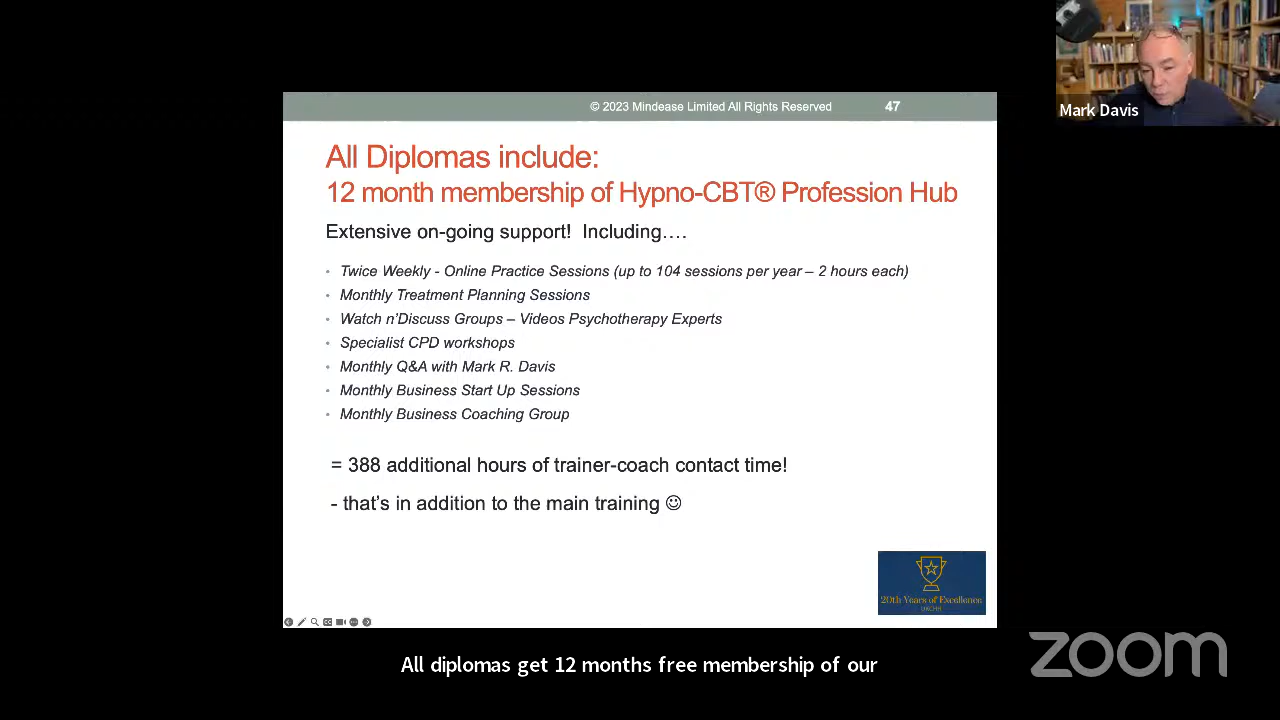 © 2023 Mindease Limited All Rights Reserved 47
Mark Davis
All Diplomas include:
12 month membership of Hypno-CBT® Profession Hub
Extensive on-going support! Including….
• Twice Weekly - Online Practice Sessions (up to 104 sessions per year – 2 hours each)
• Monthly Treatment Planning Sessions
• Watch n’Discuss Groups – Videos Psychotherapy Experts
• Specialist CPD workshops
• Monthly Q&A with Mark R. Davis
• Monthly Business Start Up Sessions
• Monthly Business Coaching Group
= 388 additional hours of trainer-coach contact time!
- that’s in addition to the main training ☺
20th Years of Excellence
UKCHH
All diplomas get 12 months free membership of our
zoom